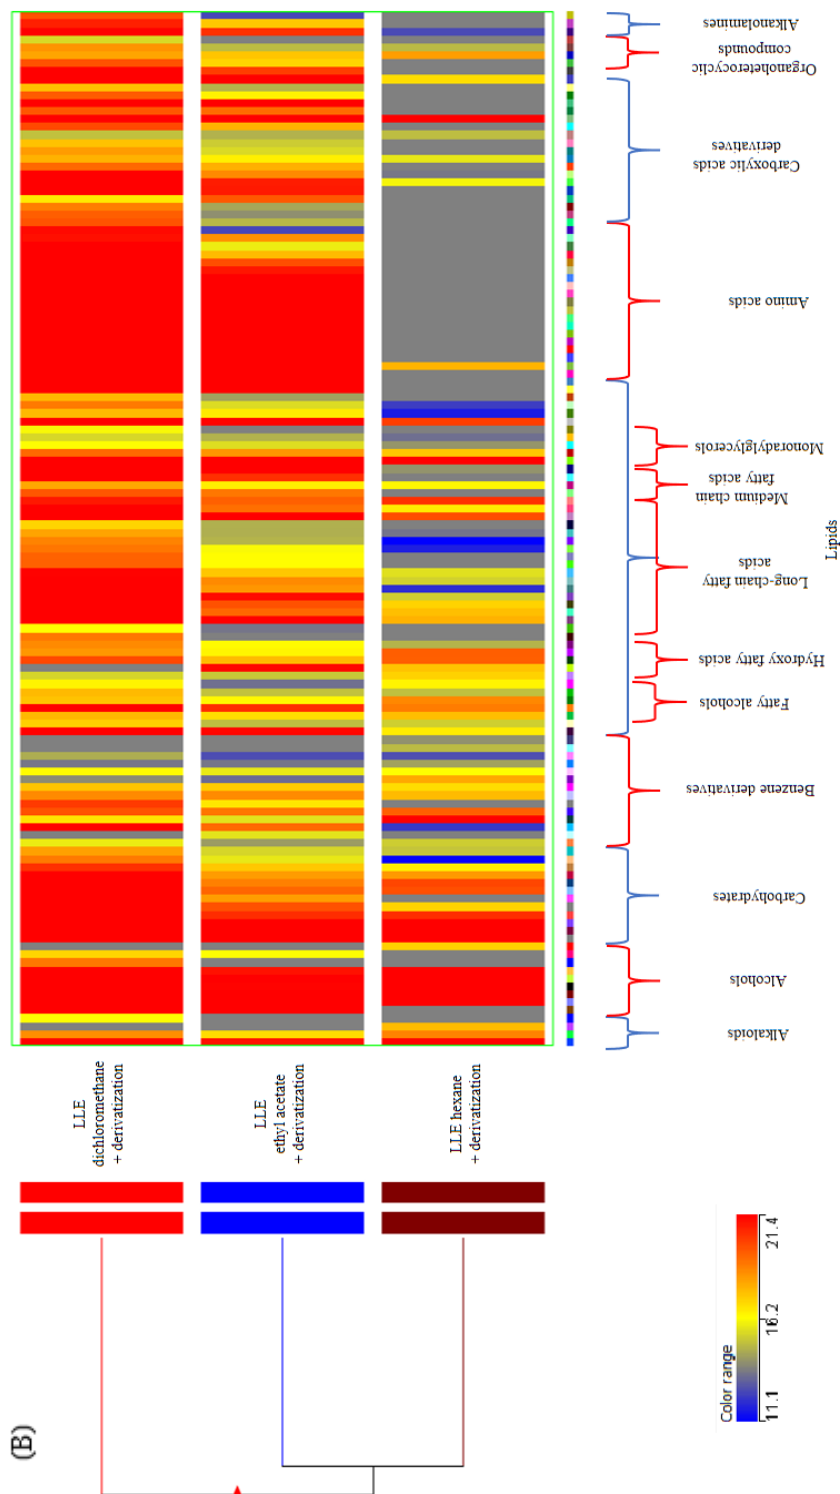 Alkanolamines
Organoheterocyclic
compounds
Carboxylic acids
derivatives
Amino acids
Monoradylglycerols
Medium chain
fatty acids
Long-chain fatty
acids
Lipids
Hydroxy fatty acids
Fatty alcohols
Benzene derivatives
Carbohydrates
Alcohols
Alkaloids
LLE
dichloromethane
+ derivatization
LLE
ethyl acetate
+ derivatization
LLE hexane
+ derivatization
Color range
11.1
16.2
21.4
(B)